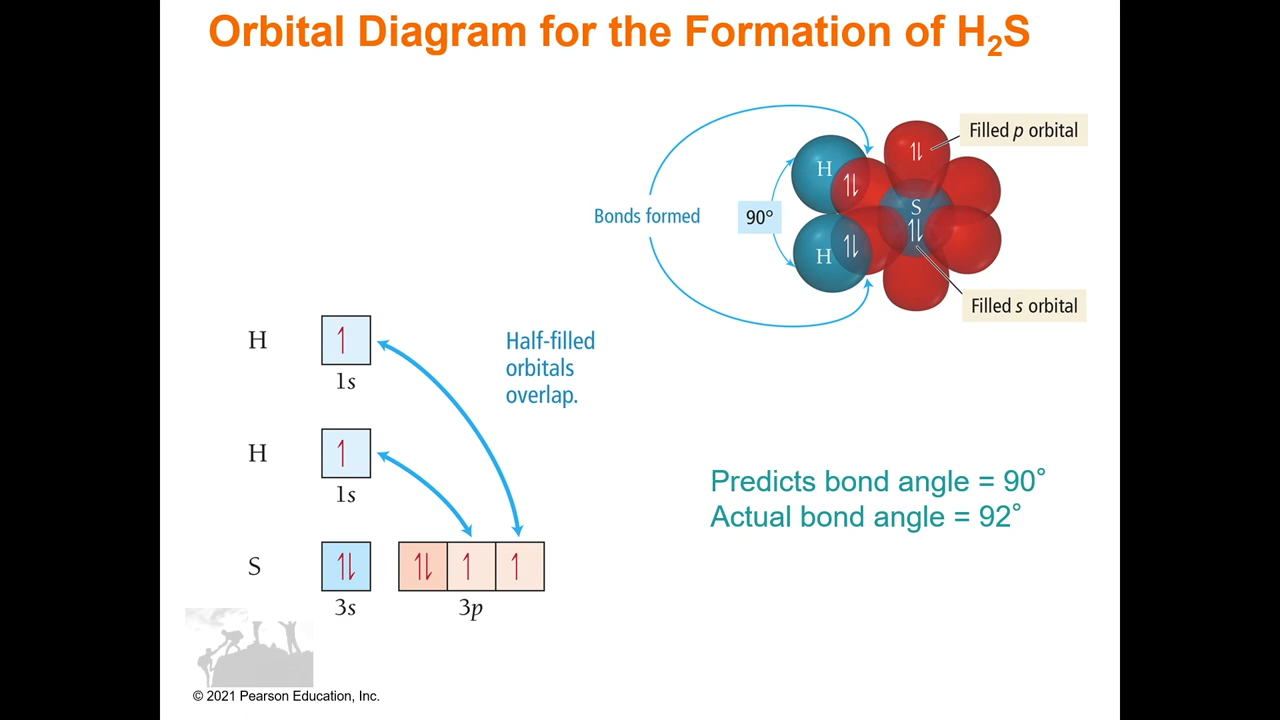 Orbital Diagram for the Formation of H₂S
Filled p orbital
H
↿⇂
↿⇂
S
Bonds formed
90°
↿⇂
H
↿⇂
Filled s orbital
H
↿
1s
Half-filled
orbitals
overlap.
H
↿
1s
Predicts bond angle = 90°
Actual bond angle = 92°
S
↿⇂
↿⇂ ↿ ↿
3s
3p
© 2021 Pearson Education, Inc.